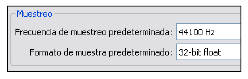 Muestreo
Frecuencia de muestreo predeterminada: 44100 Hz
Formato de muestra predeterminado: 32-bit float